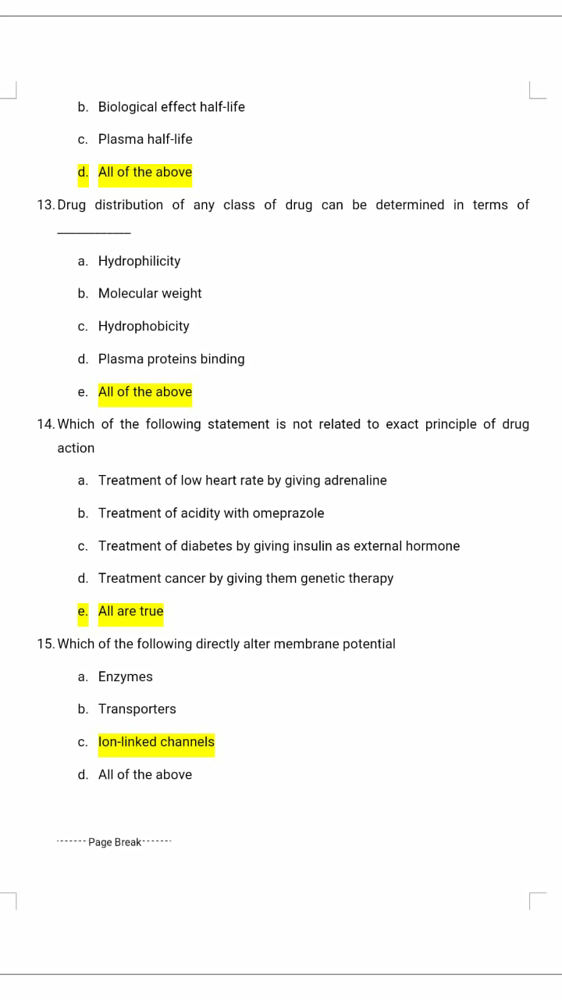 b. Biological effect half-life
c. Plasma half-life
d. All of the above
13. Drug distribution of any class of drug can be determined in terms of
____________
a. Hydrophilicity
b. Molecular weight
c. Hydrophobicity
d. Plasma proteins binding
e. All of the above
14. Which of the following statement is not related to exact principle of drug
action
a. Treatment of low heart rate by giving adrenaline
b. Treatment of acidity with omeprazole
c. Treatment of diabetes by giving insulin as external hormone
d. Treatment cancer by giving them genetic therapy
e. All are true
15. Which of the following directly alter membrane potential
a. Enzymes
b. Transporters
c. Ion-linked channels
d. All of the above
------Page Break------